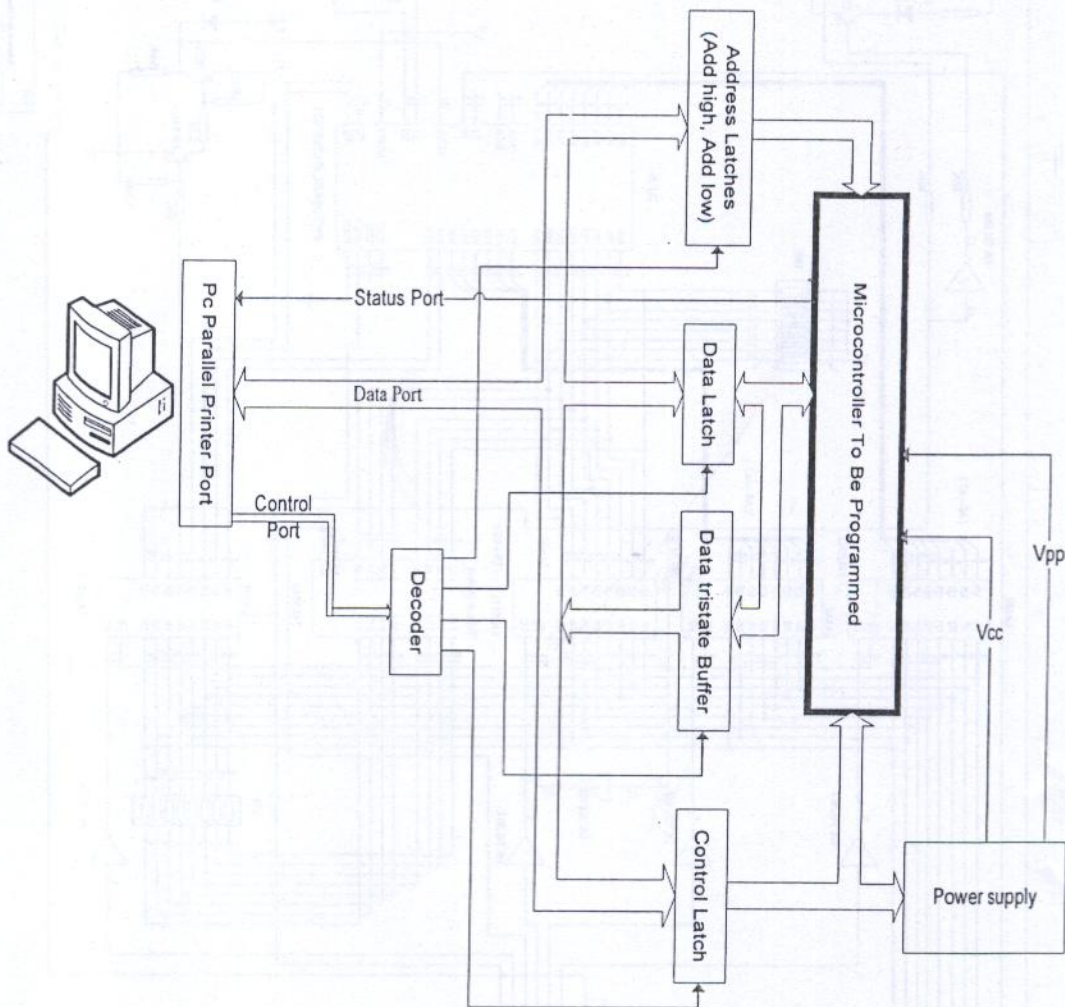 Address Latches
(Add high, Add low)
Microcontroller To Be Programmed
Status Port
Pc Parallel Printer Port
Data Port
Data Latch
Control
Port
Decoder
Data tristate Buffer
Vpp
Vcc
Control Latch
Power supply